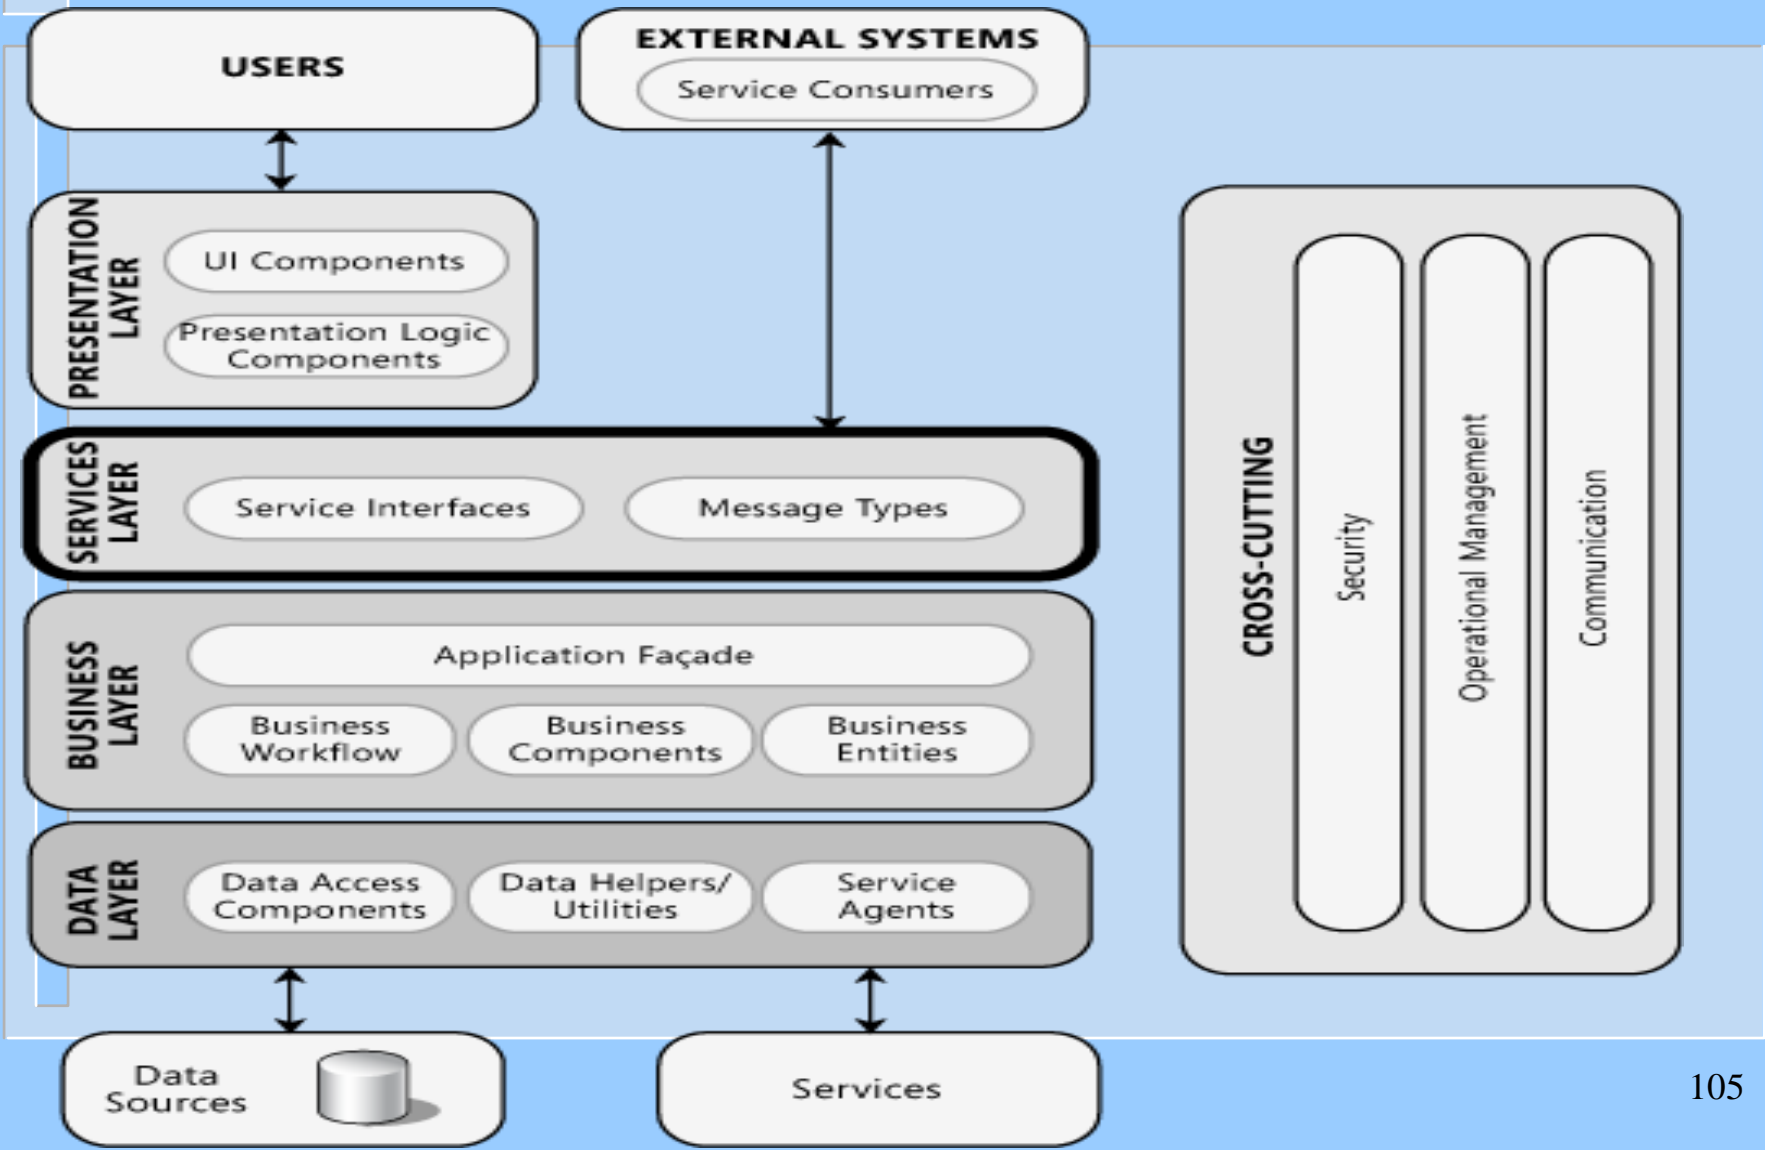 USERS
EXTERNAL SYSTEMS
Service Consumers
PRESENTATION
LAYER
UI Components
Presentation Logic
Components
SERVICES
LAYER
Service Interfaces
Message Types
BUSINESS
LAYER
Application Façade
Business
Workflow
Business
Components
Business
Entities
DATA
LAYER
Data Access
Components
Data Helpers/
Utilities
Service
Agents
Data
Sources
Services
CROSS-CUTTING
Security
Operational Management
Communication
105